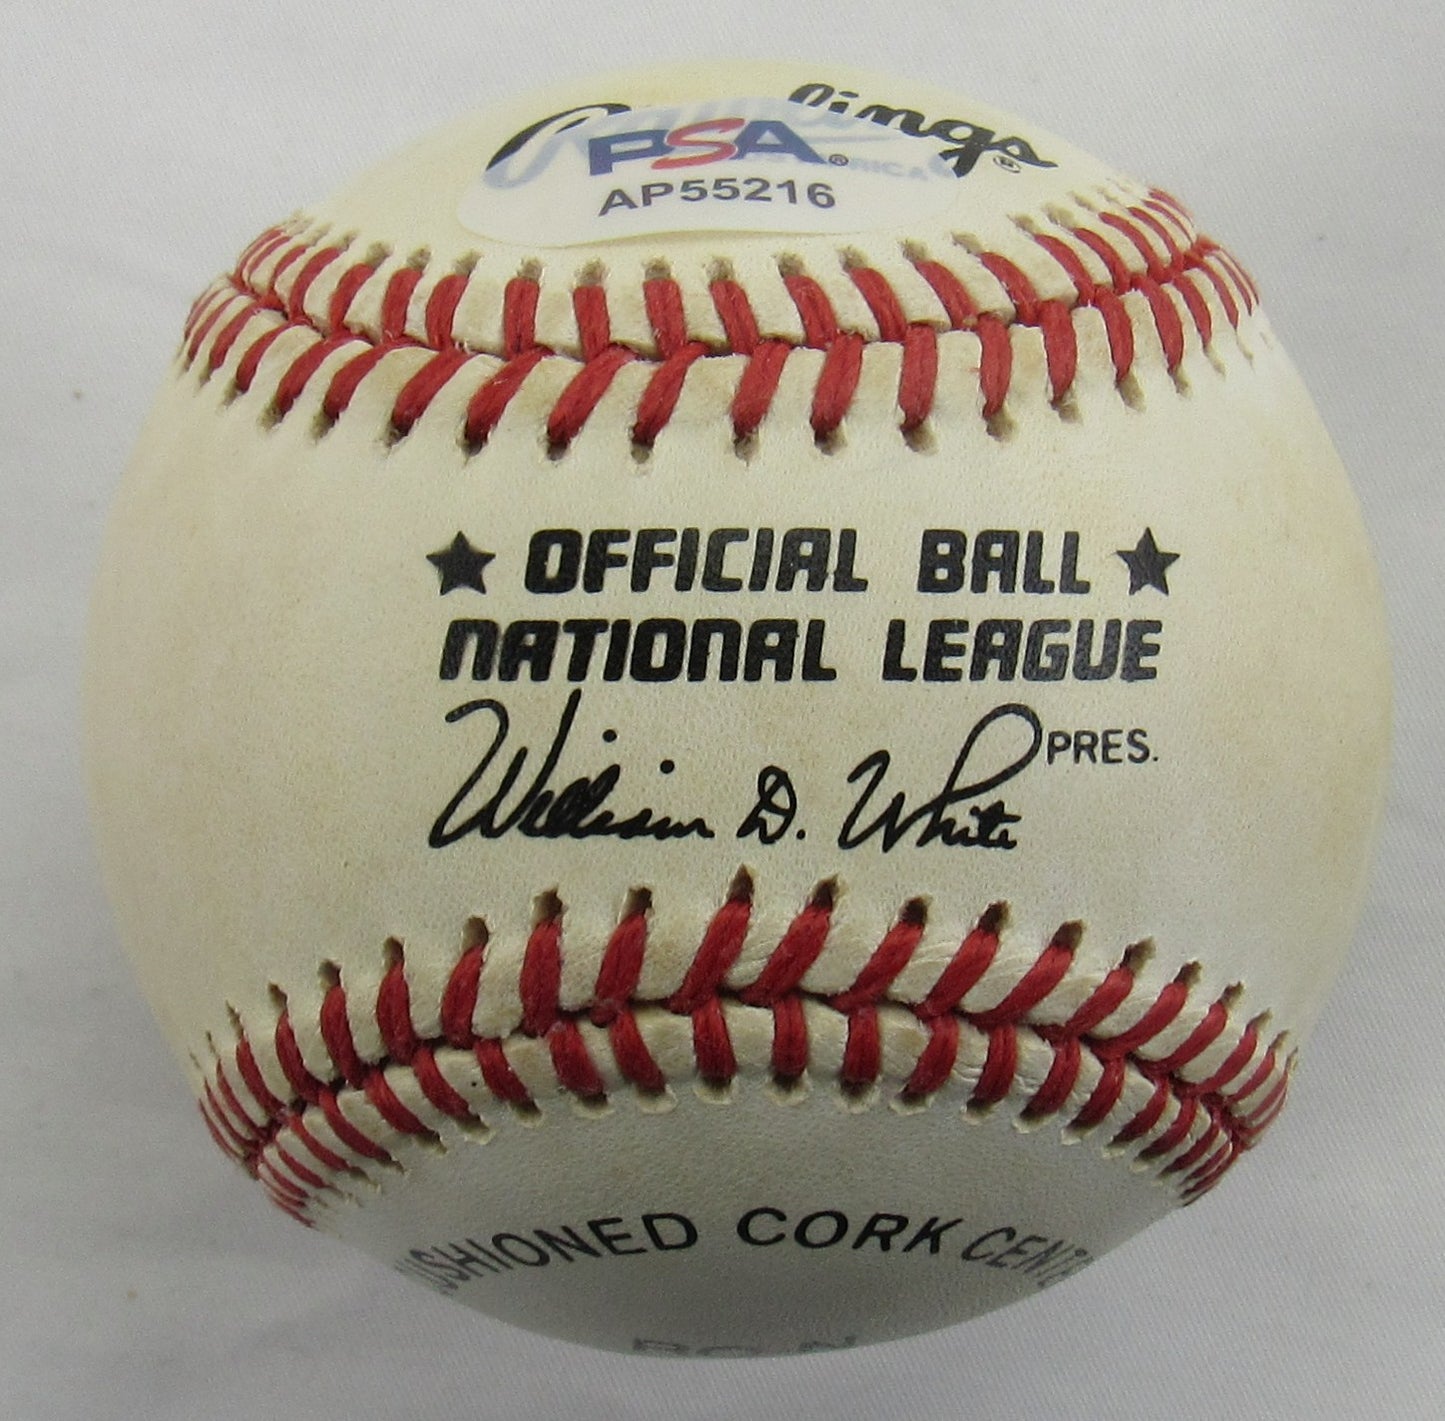 Rawlings®
PSA®
AP55216
★ OFFICIAL BALL ★
NATIONAL LEAGUE
William D. White PRES.
CUSHIONED CORK CENTER